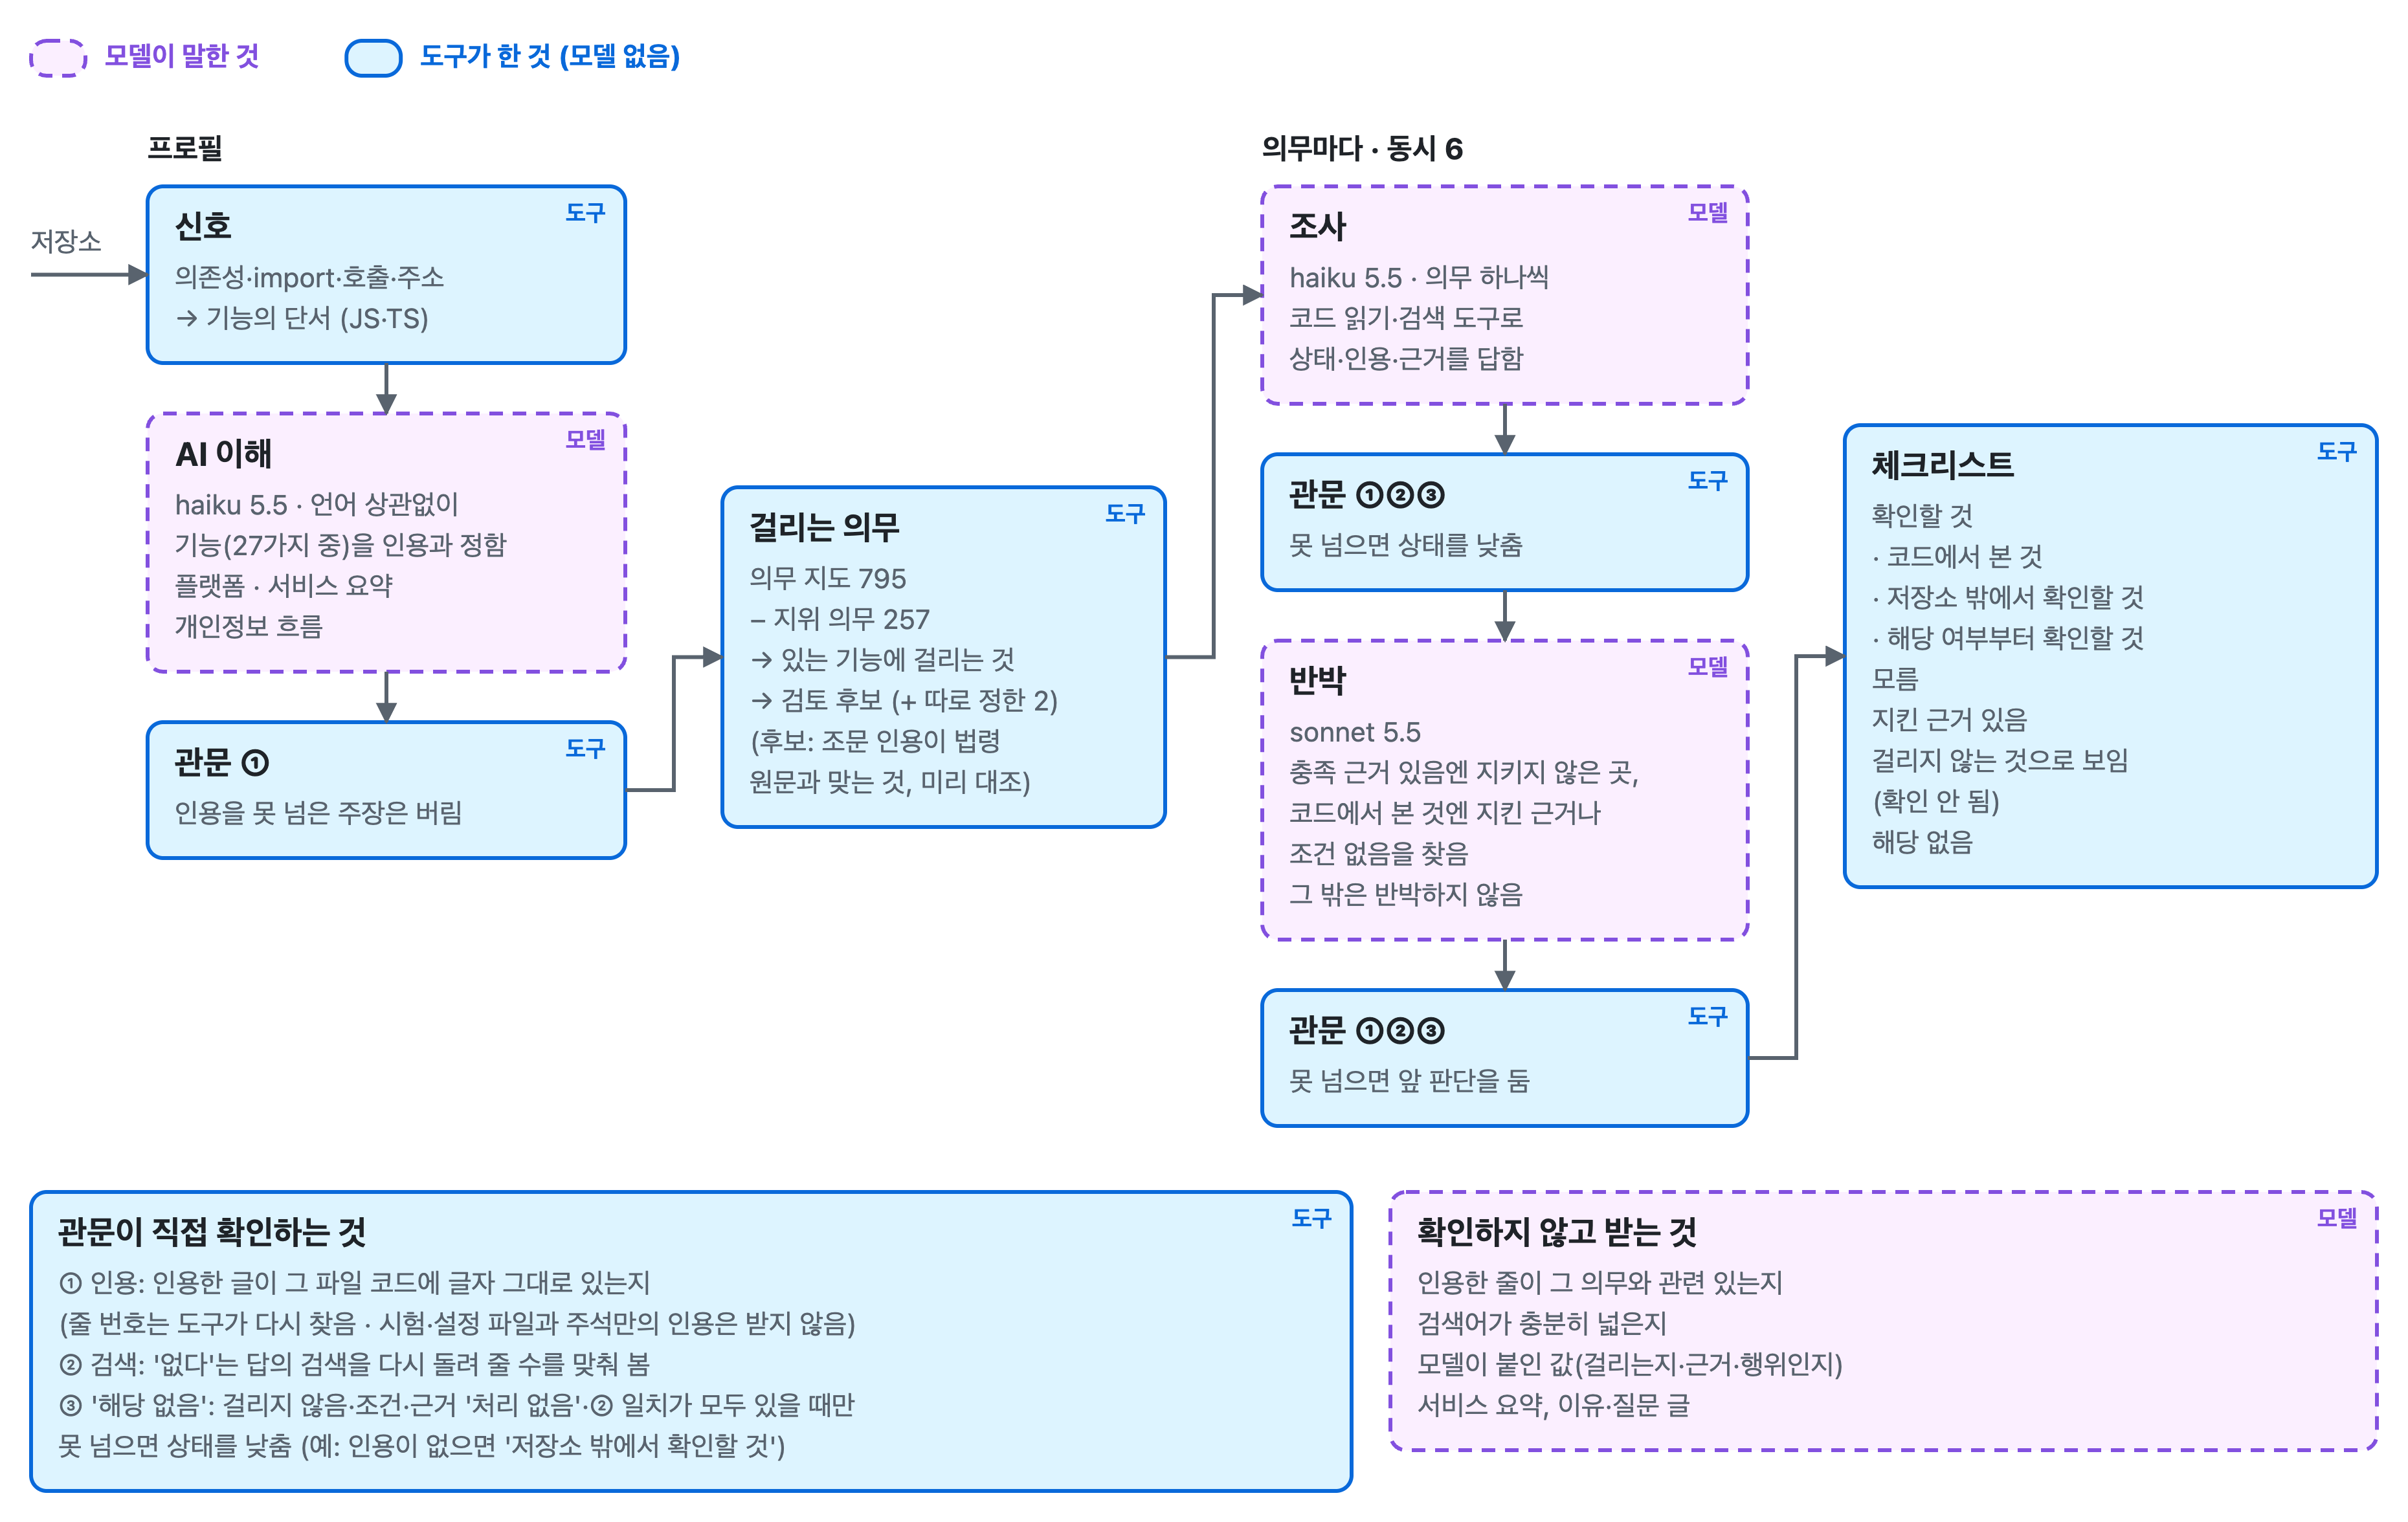 모델이 말한 것
도구가 한 것 (모델 없음)
프로필
저장소
신호
도구
의존성·import·호출·주소
→ 기능의 단서 (JS·TS)
AI 이해
모델
haiku 5.5 · 언어 상관없이
기능(27가지 중)을 인용과 정함
플랫폼 · 서비스 요약
개인정보 흐름
관문 ①
도구
인용을 못 넘은 주장은 버림
걸리는 의무
도구
의무 지도 795
− 지위 의무 257
→ 있는 기능에 걸리는 것
→ 검토 후보 (+ 따로 정한 2)
(후보: 조문 인용이 법령
원문과 맞는 것, 미리 대조)
의무마다 · 동시 6
조사
모델
haiku 5.5 · 의무 하나씩
코드 읽기·검색 도구로
상태·인용·근거를 답함
관문 ①②③
도구
못 넘으면 상태를 낮춤
반박
모델
sonnet 5.5
충족 근거 있음엔 지키지 않은 곳,
코드에서 본 것엔 지킨 근거나
조건 없음을 찾음
그 밖은 반박하지 않음
관문 ①②③
도구
못 넘으면 앞 판단을 둠
체크리스트
도구
확인할 것
· 코드에서 본 것
· 저장소 밖에서 확인할 것
· 해당 여부부터 확인할 것
모름
지킨 근거 있음
걸리지 않는 것으로 보임
(확인 안 됨)
해당 없음
관문이 직접 확인하는 것
도구
① 인용: 인용한 글이 그 파일 코드에 글자 그대로 있는지
(줄 번호는 도구가 다시 찾음 · 시험·설정 파일과 주석만의 인용은 받지 않음)
② 검색: '없다'는 답의 검색을 다시 돌려 줄 수를 맞춰 봄
③ '해당 없음': 걸리지 않음·조건·근거 '처리 없음'·② 일치가 모두 있을 때만
못 넘으면 상태를 낮춤 (예: 인용이 없으면 '저장소 밖에서 확인할 것')
확인하지 않고 받는 것
모델
인용한 줄이 그 의무와 관련 있는지
검색어가 충분히 넓은지
모델이 붙인 값(걸리는지·근거·행위인지)
서비스 요약, 이유·질문 글